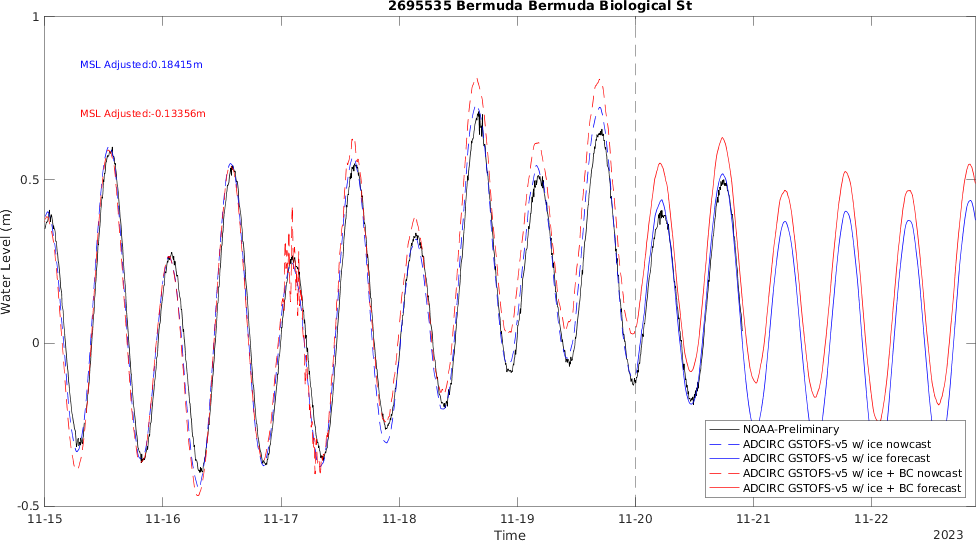 2695535 Bermuda Bermuda Biological St
1
MSL Adjusted:0.18415m
MSL Adjusted:-0.13356m
0.5
Water Level (m)
0
-0.5
NOAA-Preliminary
ADCIRC GSTOFS-v5 w/ ice nowcast
ADCIRC GSTOFS-v5 w/ ice forecast
ADCIRC GSTOFS-v5 w/ ice + BC nowcast
ADCIRC GSTOFS-v5 w/ ice + BC forecast
11-15 11-16 11-17 11-18 11-19 11-20 11-21 11-22
Time
2023